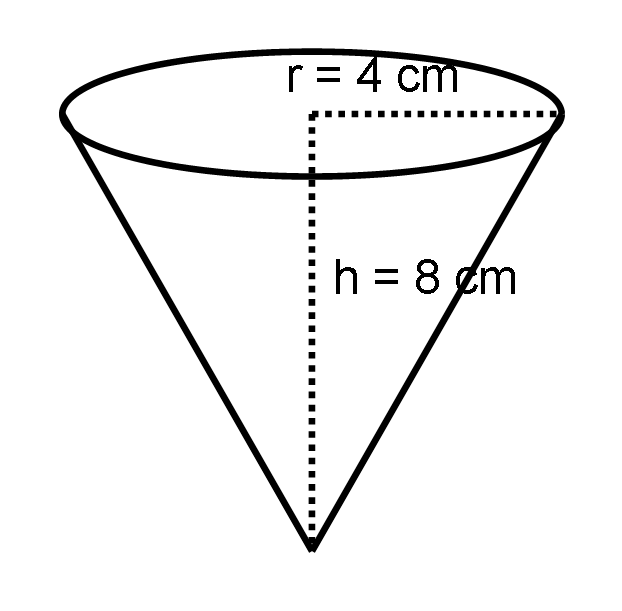 r = 4 cm
h = 8 cm